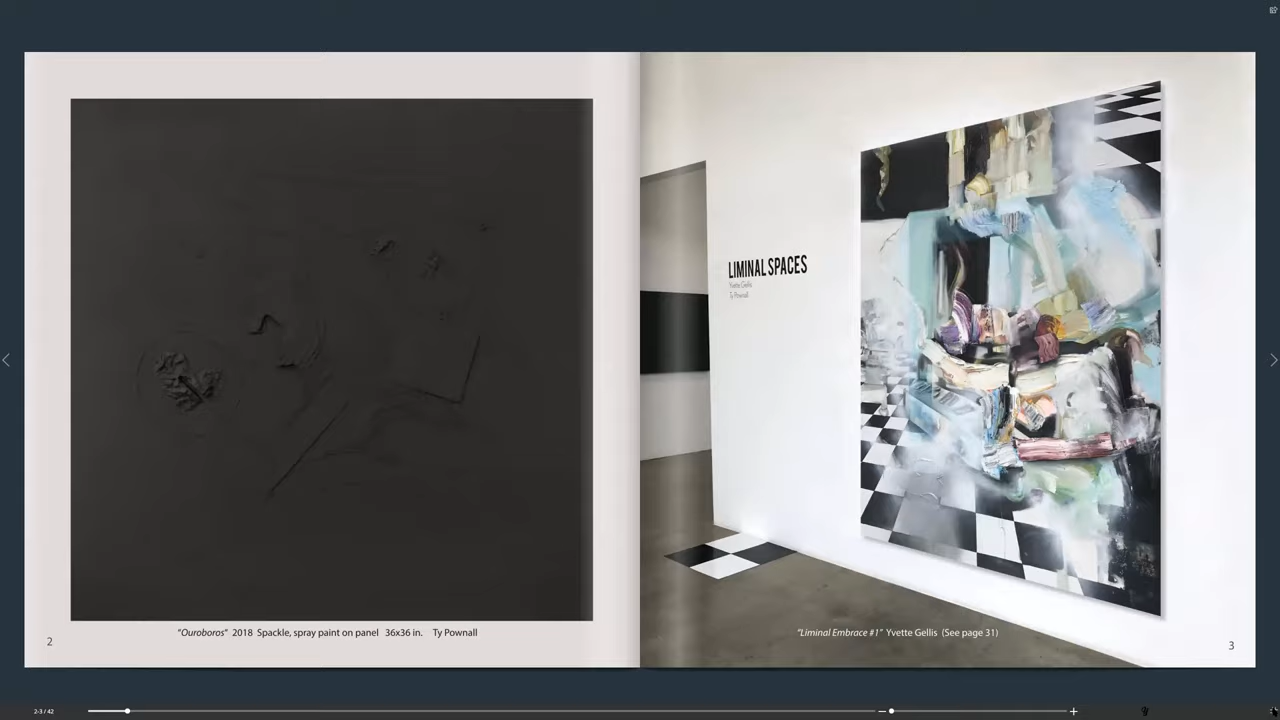 "Ouroboros" 2018 Spackle, spray paint on panel 36x36 in. Ty Pownall
2
LIMINAL SPACES
Yvette Gellis
Ty Pownall
"Liminal Embrace #1" Yvette Gellis (See page 31)
3
2-3 / 42